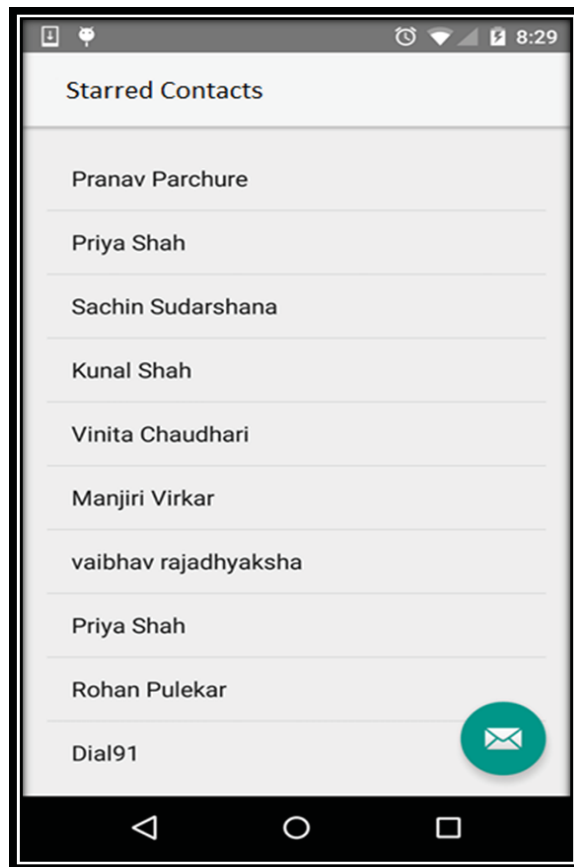 8:29
Starred Contacts
Pranav Parchure
Priya Shah
Sachin Sudarshana
Kunal Shah
Vinita Chaudhari
Manjiri Virkar
vaibhav rajadhyaksha
Priya Shah
Rohan Pulekar
Dial91